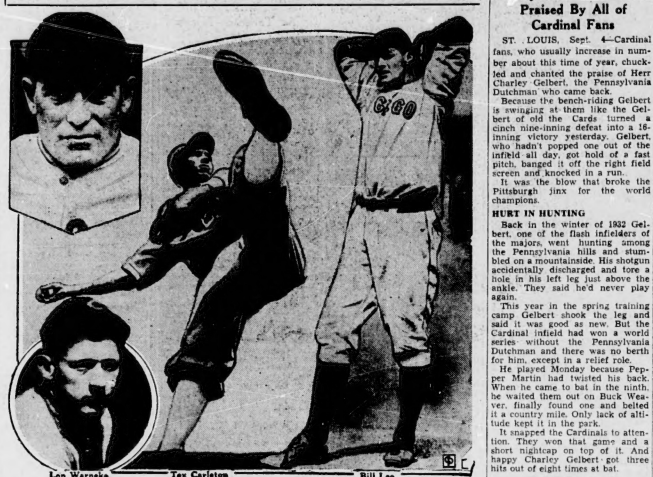 CHGO
Lon Warneke
Tex Carleton
Bill Lee
Praised By All of
Cardinal Fans
ST. LOUIS, Sept. 4—Cardinal
fans, who usually increase in num-
ber about this time of year, chuck-
led and chanted the praise of Herr
Charley Gelbert, the Pennsylvania
Dutchman who came back.
Because the bench-riding Gelbert
is swinging at them like the Gel-
bert of old the Cards turned a
cinch nine-inning defeat into a 16-
inning victory yesterday. Gelbert,
who hadn't popped one out of the
infield all day, got hold of a fast
pitch, banged it off the right field
screen and knocked in a run.
It was the blow that broke the
Pittsburgh jinx for the world
champions.
HURT IN HUNTING
Back in the winter of 1932 Gel-
bert, one of the flash infielders of
the majors, went hunting among
the Pennsylvania hills and stum-
bled on a mountainside. His shotgun
accidentally discharged and tore a
hole in his left leg just above the
ankle. They said he'd never play
again.
This year in the spring training
camp Gelbert shook the leg and
said it was good as new. But the
Cardinal infield had won a world
series without the Pennsylvania
Dutchman and there was no berth
for him, except in a relief role.
He played Monday because Pep-
per Martin had twisted his back.
When he came to bat in the ninth,
he waited them out on Buck Wea-
ver, finally found one and belted
it a country mile. Only lack of alti-
tude kept it in the park.
It snapped the Cardinals to atten-
tion. They won that game and a
short nightcap on top of it. And
happy Charley Gelbert got three
hits out of eight times at bat.